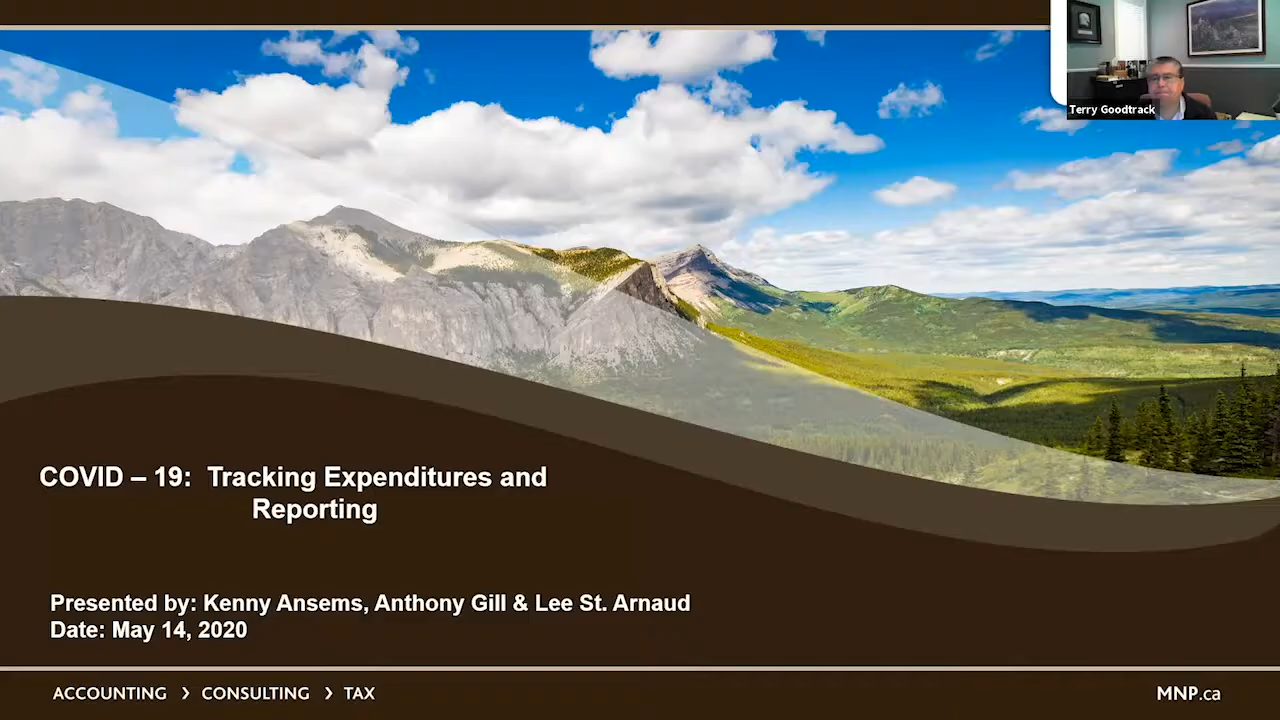 Terry Goodtrack
COVID – 19: Tracking Expenditures and
Reporting
Presented by: Kenny Ansems, Anthony Gill & Lee St. Arnaud
Date: May 14, 2020
ACCOUNTING › CONSULTING › TAX
MNP.ca